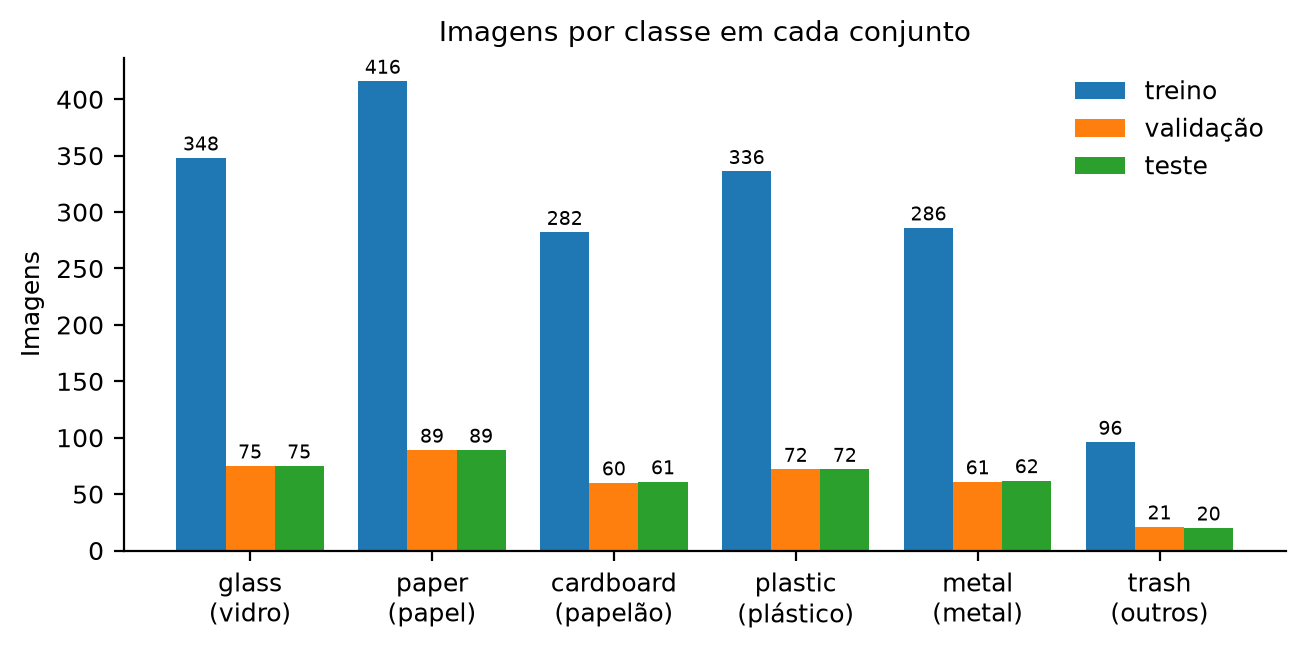 Imagens por classe em cada conjunto
Imagens
400
350
300
250
200
150
100
50
0
treino
validação
teste
348
75
75
416
89
89
282
60
61
336
72
72
286
61
62
96
21
20
glass
(vidro)
paper
(papel)
cardboard
(papelão)
plastic
(plástico)
metal
(metal)
trash
(outros)